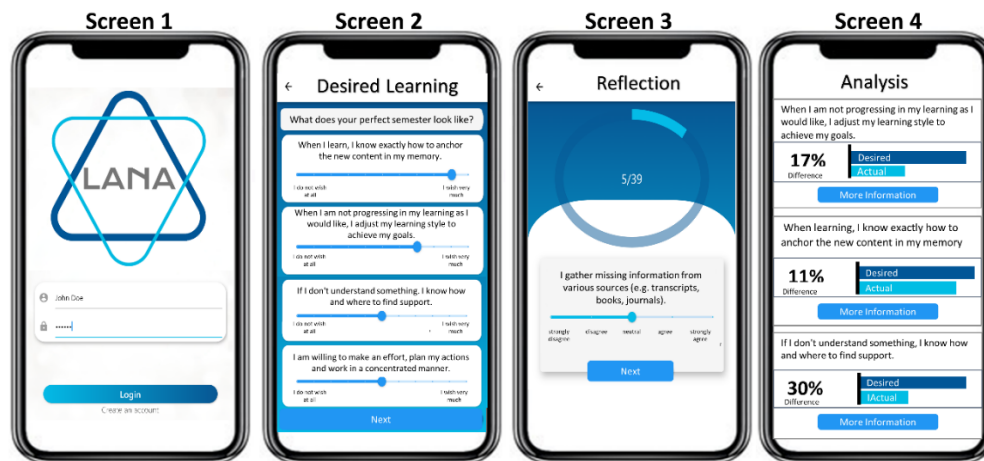 Screen 1
Screen 2
Screen 3
Screen 4
LANA
John Doe
••••••
Login
Create an account
←
Desired Learning
What does your perfect semester look like?
When I learn, I know exactly how to anchor
the new content in my memory.
I do not wish
at all
I wish very
much
When I am not progressing in my learning as I
would like, I adjust my learning style to
achieve my goals.
I do not wish
at all
I wish very
much
If I don't understand something, I know how
and where to find support.
I do not wish
at all
I wish very
much
I am willing to make an effort, plan my actions
and work in a concentrated manner.
I do not wish
at all
I wish very
much
Next
←
Reflection
5/39
I gather missing information from
various sources (e.g. transcripts,
books, journals).
strongly
disagree
disagree
neutral
agree
strongly
agree
Next
Analysis
When I am not progressing in my learning as I
would like, I adjust my learning style to
achieve my goals.
17%
Difference
Desired
Actual
More Information
When learning, I know exactly how to
anchor the new content in my memory
11%
Difference
Desired
Actual
More Information
If I don't understand something, I know how
and where to find support.
30%
Difference
Desired
lActual
More Information